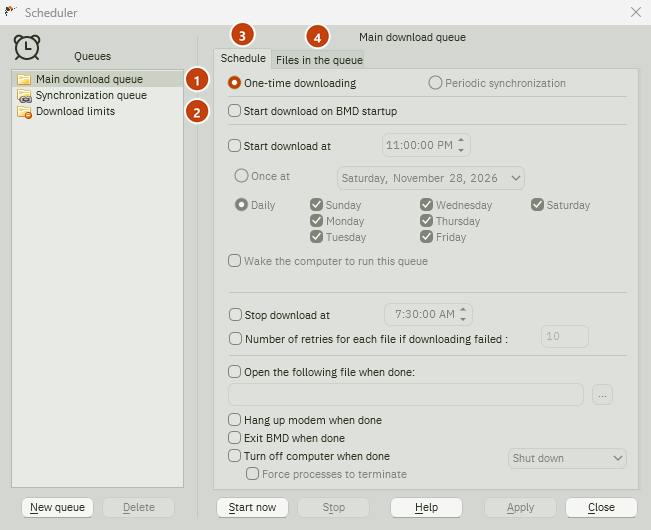 Scheduler
Main download queue
Queues
3
4
Schedule
Files in the queue
1
2
Main download queue
Synchronization queue
Download limits
One-time downloading
Periodic synchronization
Start download on BMD startup
Start download at
11:00:00 PM
Once at
Saturday, November 28, 2026
Daily
Sunday
Wednesday
Saturday
Monday
Thursday
Tuesday
Friday
Wake the computer to run this queue
Stop download at
7:30:00 AM
Number of retries for each file if downloading failed :
10
Open the following file when done:
...
Hang up modem when done
Exit BMD when done
Turn off computer when done
Shut down
Force processes to terminate
New queue
Delete
Start now
Stop
Help
Apply
Close